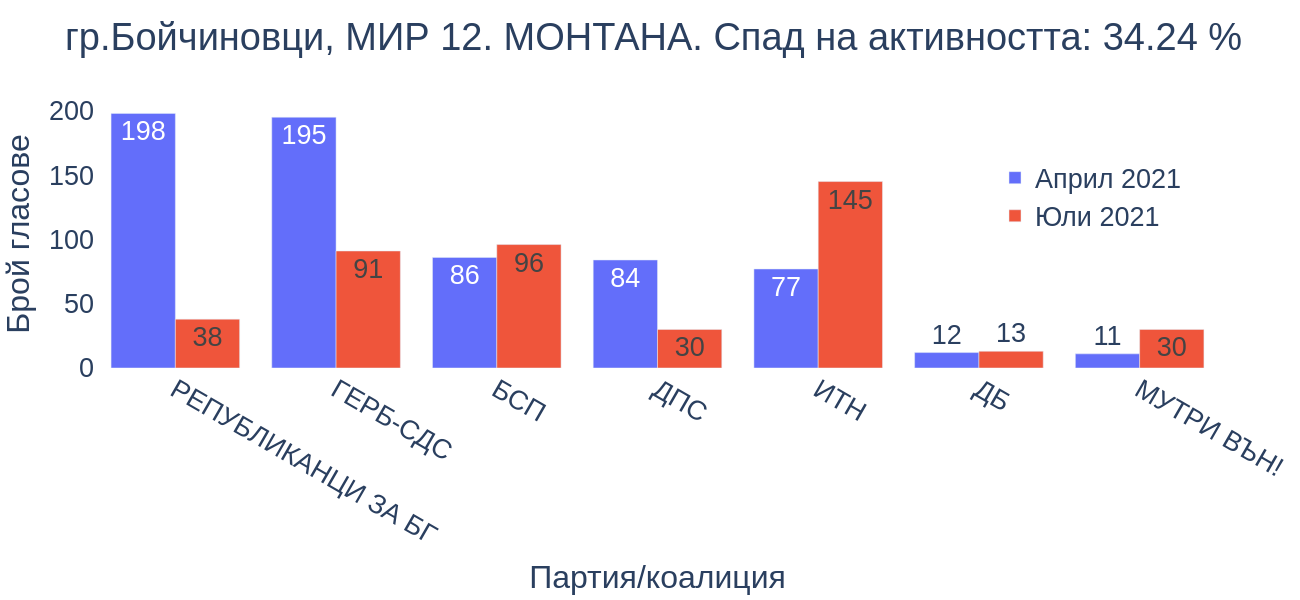 гр.Бойчиновци, МИР 12. МОНТАНА. Спад на активността: 34.24 %
Брой гласове
200
150
100
50
0
198
38
195
91
86
96
84
30
77
145
12
13
11
30
Април 2021
Юли 2021
РЕПУБЛИКАНЦИ ЗА БГ
ГЕРБ-СДС
БСП
ДПС
ИТН
ДБ
МУТРИ ВЪН!
Партия/коалиция